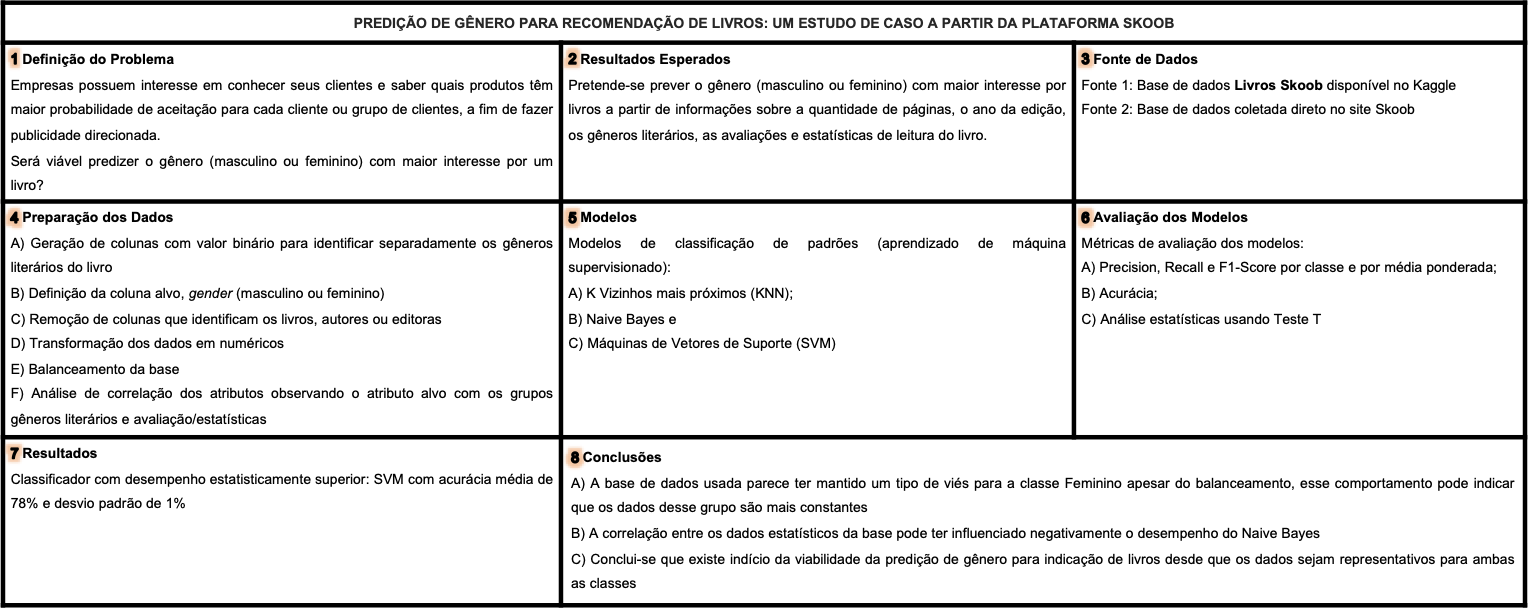 PREDIÇÃO DE GÊNERO PARA RECOMENDAÇÃO DE LIVROS: UM ESTUDO DE CASO A PARTIR DA PLATAFORMA SKOOB
1 Definição do Problema
Empresas possuem interesse em conhecer seus clientes e saber quais produtos têm
maior probabilidade de aceitação para cada cliente ou grupo de clientes, a fim de fazer
publicidade direcionada.
Será viável predizer o gênero (masculino ou feminino) com maior interesse por um
livro?
2 Resultados Esperados
Pretende-se prever o gênero (masculino ou feminino) com maior interesse por
livros a partir de informações sobre a quantidade de páginas, o ano da edição,
os gêneros literários, as avaliações e estatísticas de leitura do livro.
3 Fonte de Dados
Fonte 1: Base de dados Livros Skoob disponível no Kaggle
Fonte 2: Base de dados coletada direto no site Skoob
4 Preparação dos Dados
A) Geração de colunas com valor binário para identificar separadamente os gêneros
literários do livro
B) Definição da coluna alvo, gender (masculino ou feminino)
C) Remoção de colunas que identificam os livros, autores ou editoras
D) Transformação dos dados em numéricos
E) Balanceamento da base
F) Análise de correlação dos atributos observando o atributo alvo com os grupos
gêneros literários e avaliação/estatísticas
5 Modelos
Modelos de classificação de padrões (aprendizado de máquina
supervisionado):
A) K Vizinhos mais próximos (KNN);
B) Naive Bayes e
C) Máquinas de Vetores de Suporte (SVM)
6 Avaliação dos Modelos
Métricas de avaliação dos modelos:
A) Precision, Recall e F1-Score por classe e por média ponderada;
B) Acurácia;
C) Análise estatísticas usando Teste T
7 Resultados
Classificador com desempenho estatisticamente superior: SVM com acurácia média de
78% e desvio padrão de 1%
8 Conclusões
A) A base de dados usada parece ter mantido um tipo de viés para a classe Feminino apesar do balanceamento, esse comportamento pode indicar
que os dados desse grupo são mais constantes
B) A correlação entre os dados estatísticos da base pode ter influenciado negativamente o desempenho do Naive Bayes
C) Conclui-se que existe indício da viabilidade da predição de gênero para indicação de livros desde que os dados sejam representativos para ambas
as classes